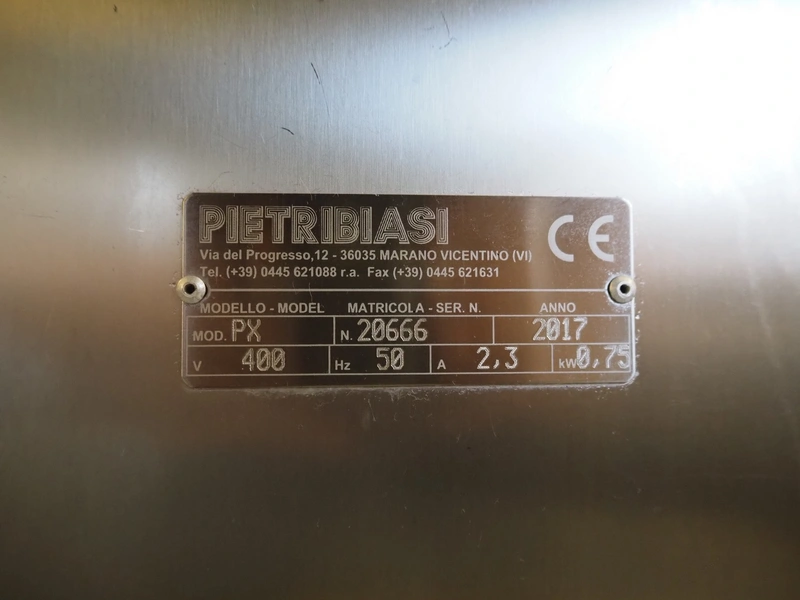 PIETRIBIASI
CE
Via del Progresso,12 - 36035 MARANO VICENTINO (VI)
Tel. (+39) 0445 621088 r.a. Fax (+39) 0445 621631
MODELLO - MODEL MATRICOLA - SER. N. ANNO
MOD. PX N. 20666 2017
V 400 Hz 50 A 2,3 kW 0,75